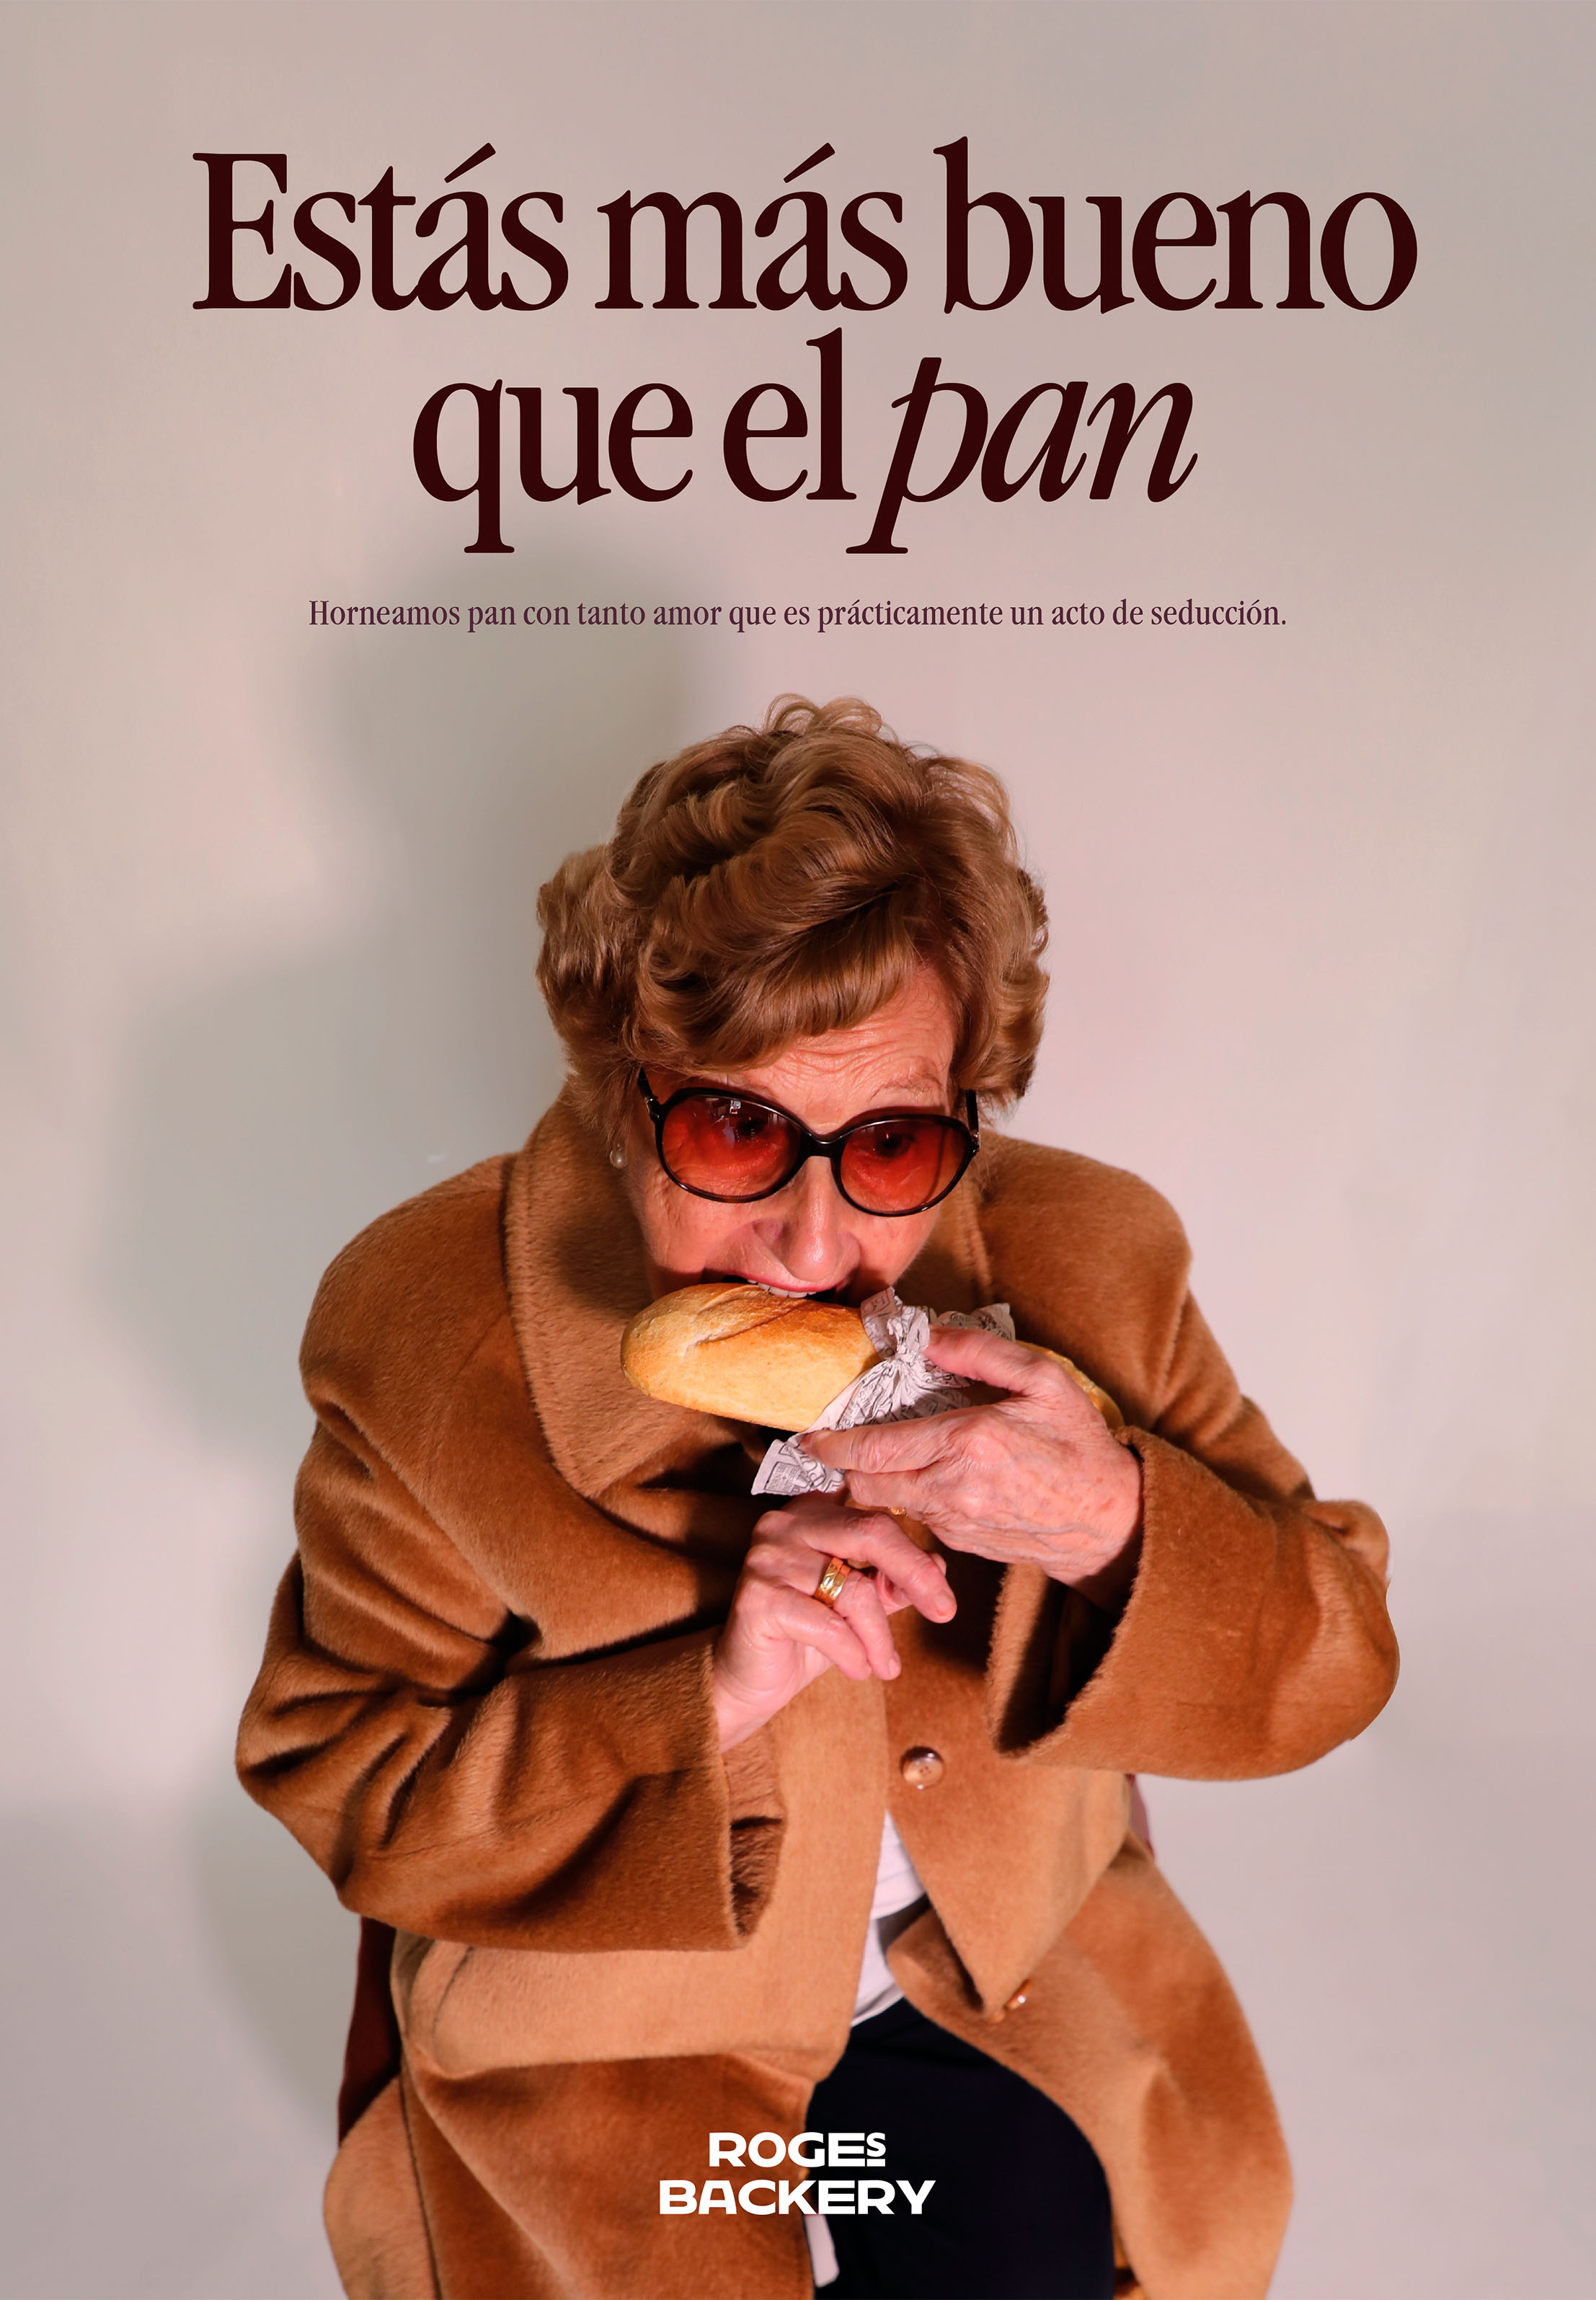 Estás más bueno
que el pan
Horneamos pan con tanto amor que es prácticamente un acto de seducción.
ROGES
BACKERY